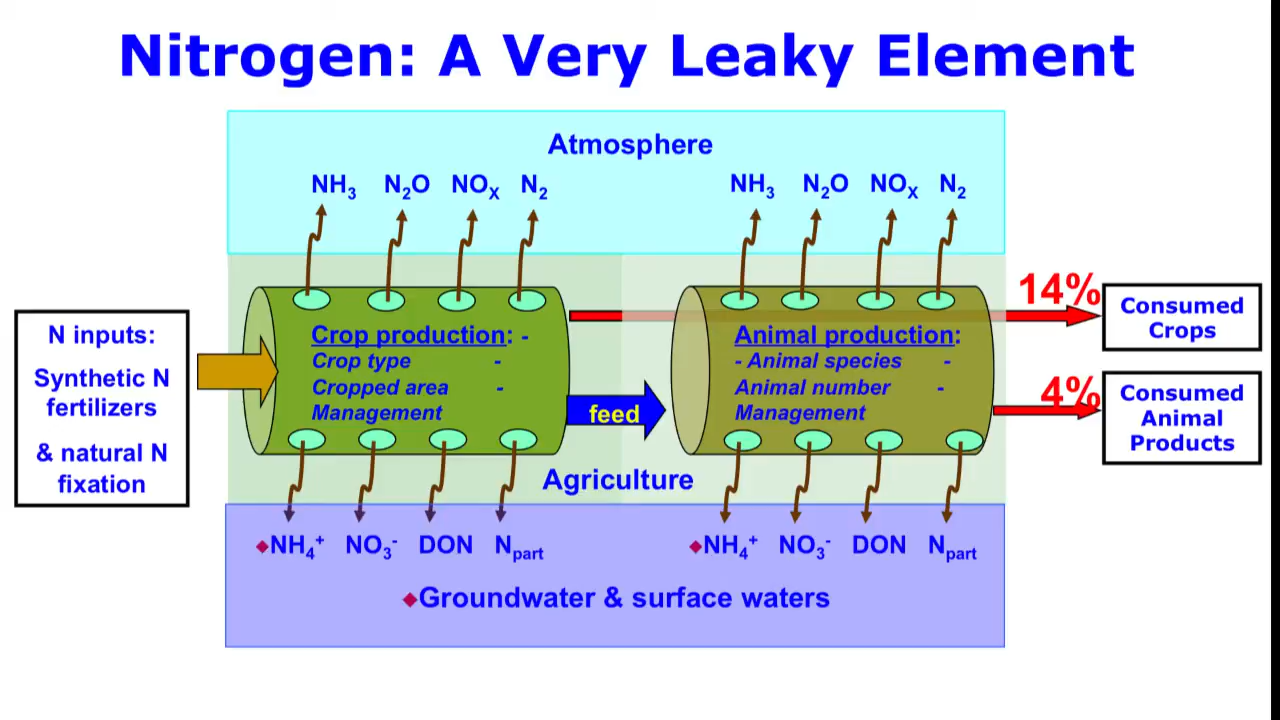 Nitrogen: A Very Leaky Element
Atmosphere
NH₃ N₂O NOₓ N₂
NH₃ N₂O NOₓ N₂
N inputs:
Synthetic N
fertilizers
& natural N
fixation
Crop production: -
Crop type -
Cropped area -
Management
feed
Animal production:
- Animal species -
Animal number -
Management
14%
Consumed
Crops
4%
Consumed
Animal
Products
Agriculture
◆NH₄⁺ NO₃⁻ DON Npart
◆NH₄⁺ NO₃⁻ DON Npart
◆Groundwater & surface waters